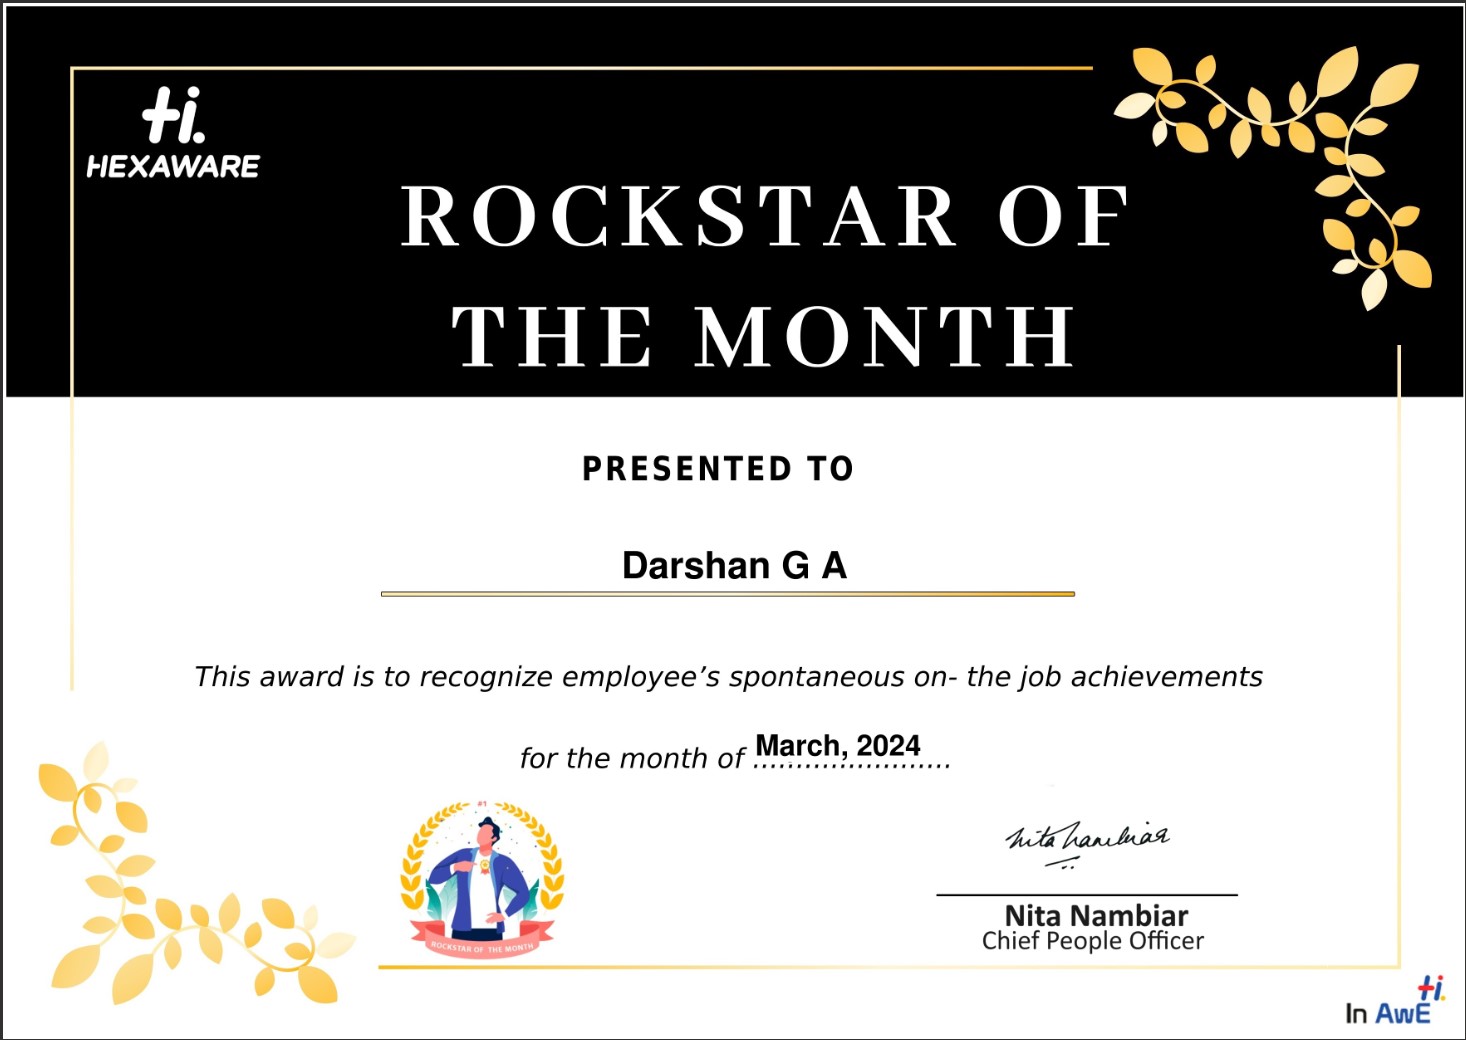 Hi.
HEXAWARE
ROCKSTAR OF
THE MONTH
PRESENTED TO
Darshan G A
This award is to recognize employee’s spontaneous on- the job achievements
for the month of March, 2024
#1
ROCKSTAR OF THE MONTH
Nita Nambiar
Nita Nambiar
Chief People Officer
Hi.
In AwE